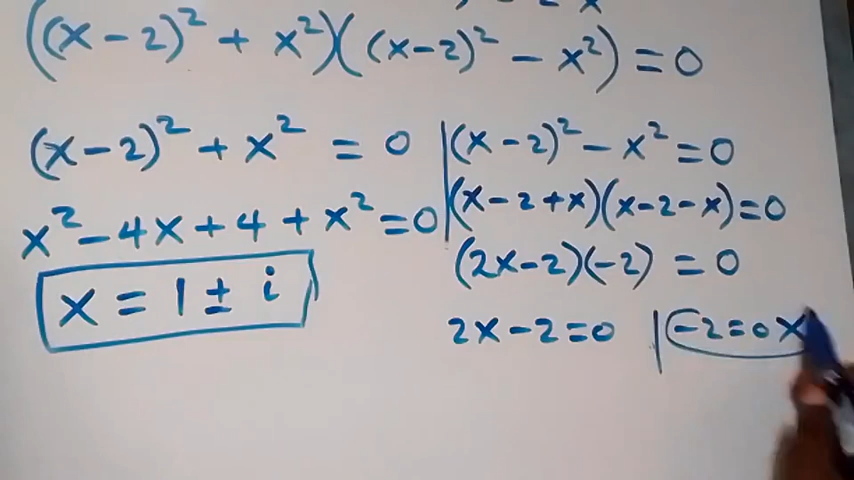 ((x-2)² + x²)((x-2)² - x²) = 0
(x-2)² + x² = 0
x² - 4x + 4 + x² = 0
x = 1 ± i
(x-2)² - x² = 0
(x-2+x)(x-2-x) = 0
(2x-2)(-2) = 0
2x-2=0 | -2=0 x